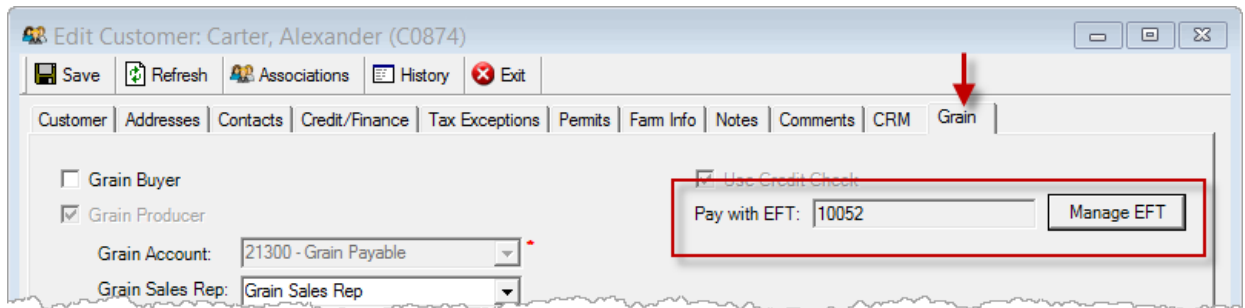 Edit Customer: Carter, Alexander (C0874)
Save Refresh Associations History Exit
Customer Addresses Contacts Credit/Finance Tax Exceptions Permits Farm Info Notes Comments CRM Grain
Grain Buyer Use Credit Check
Grain Producer Pay with EFT: 10052 Manage EFT
Grain Account: 21300 - Grain Payable *
Grain Sales Rep: Grain Sales Rep